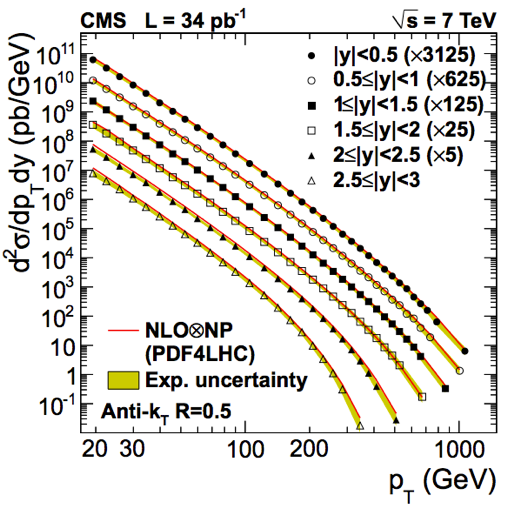 CMS L = 34 pb⁻¹ √s = 7 TeV
d²σ/dp_T dy (pb/GeV)
10¹¹
10¹⁰
10⁹
10⁸
10⁷
10⁶
10⁵
10⁴
10³
10²
10
1
10⁻¹
|y|<0.5 (×3125)
0.5≤|y|<1 (×625)
1≤|y|<1.5 (×125)
1.5≤|y|<2 (×25)
2≤|y|<2.5 (×5)
2.5≤|y|<3
NLO⊗NP
(PDF4LHC)
Exp. uncertainty
Anti-k_T R=0.5
20 30 100 200 1000
p_T (GeV)